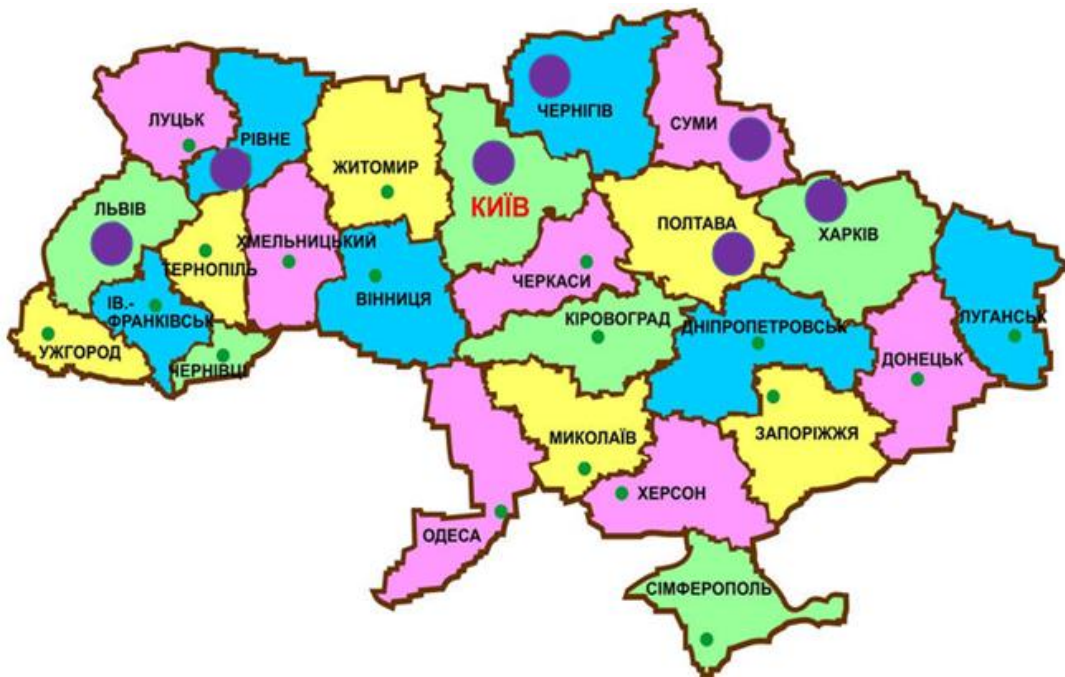 ЛУЦЬК
РІВНЕ
ЖИТОМИР
ЧЕРНІГІВ
СУМИ
КИЇВ
ЛЬВІВ
ТЕРНОПІЛЬ
ХМЕЛЬНИЦЬКИЙ
ПОЛТАВА
ХАРКІВ
ІВ.-
ФРАНКІВСЬК
УЖГОРОД
ЧЕРНІВЦІ
ВІННИЦЯ
ЧЕРКАСИ
КІРОВОГРАД
ДНІПРОПЕТРОВСЬК
ЛУГАНСЬК
ДОНЕЦЬК
МИКОЛАЇВ
ЗАПОРІЖЖЯ
ХЕРСОН
ОДЕСА
СІМФЕРОПОЛЬ